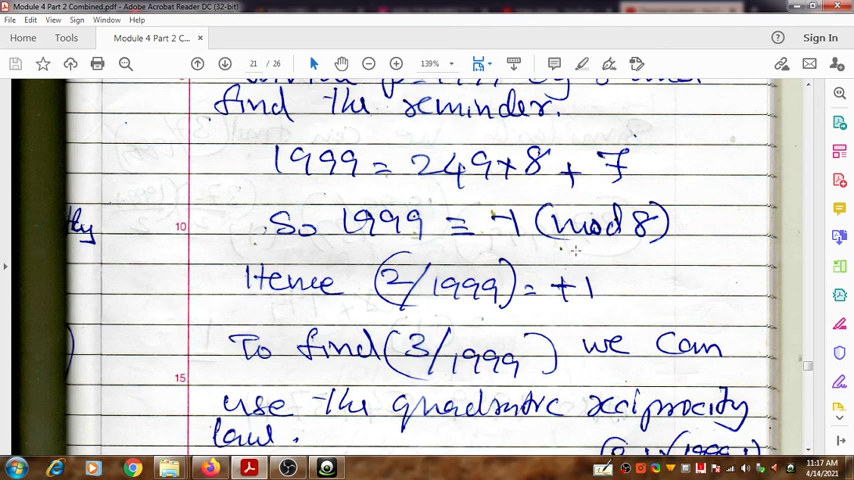 Module 4 Part 2 Combined.pdf - Adobe Acrobat Reader DC (32-bit)
File Edit View Sign Window Help
Home Tools Module 4 Part 2 C... × Sign In
21 / 26 139%
find the reminder.
1999 = 249 × 8 + 7
So 1999 ≡ 7 (mod 8)
10
Hence (2/1999) = +1
To find (3/1999) we can
15
use the quadratic reciprocity
law.
11:17 AM
4/14/2021